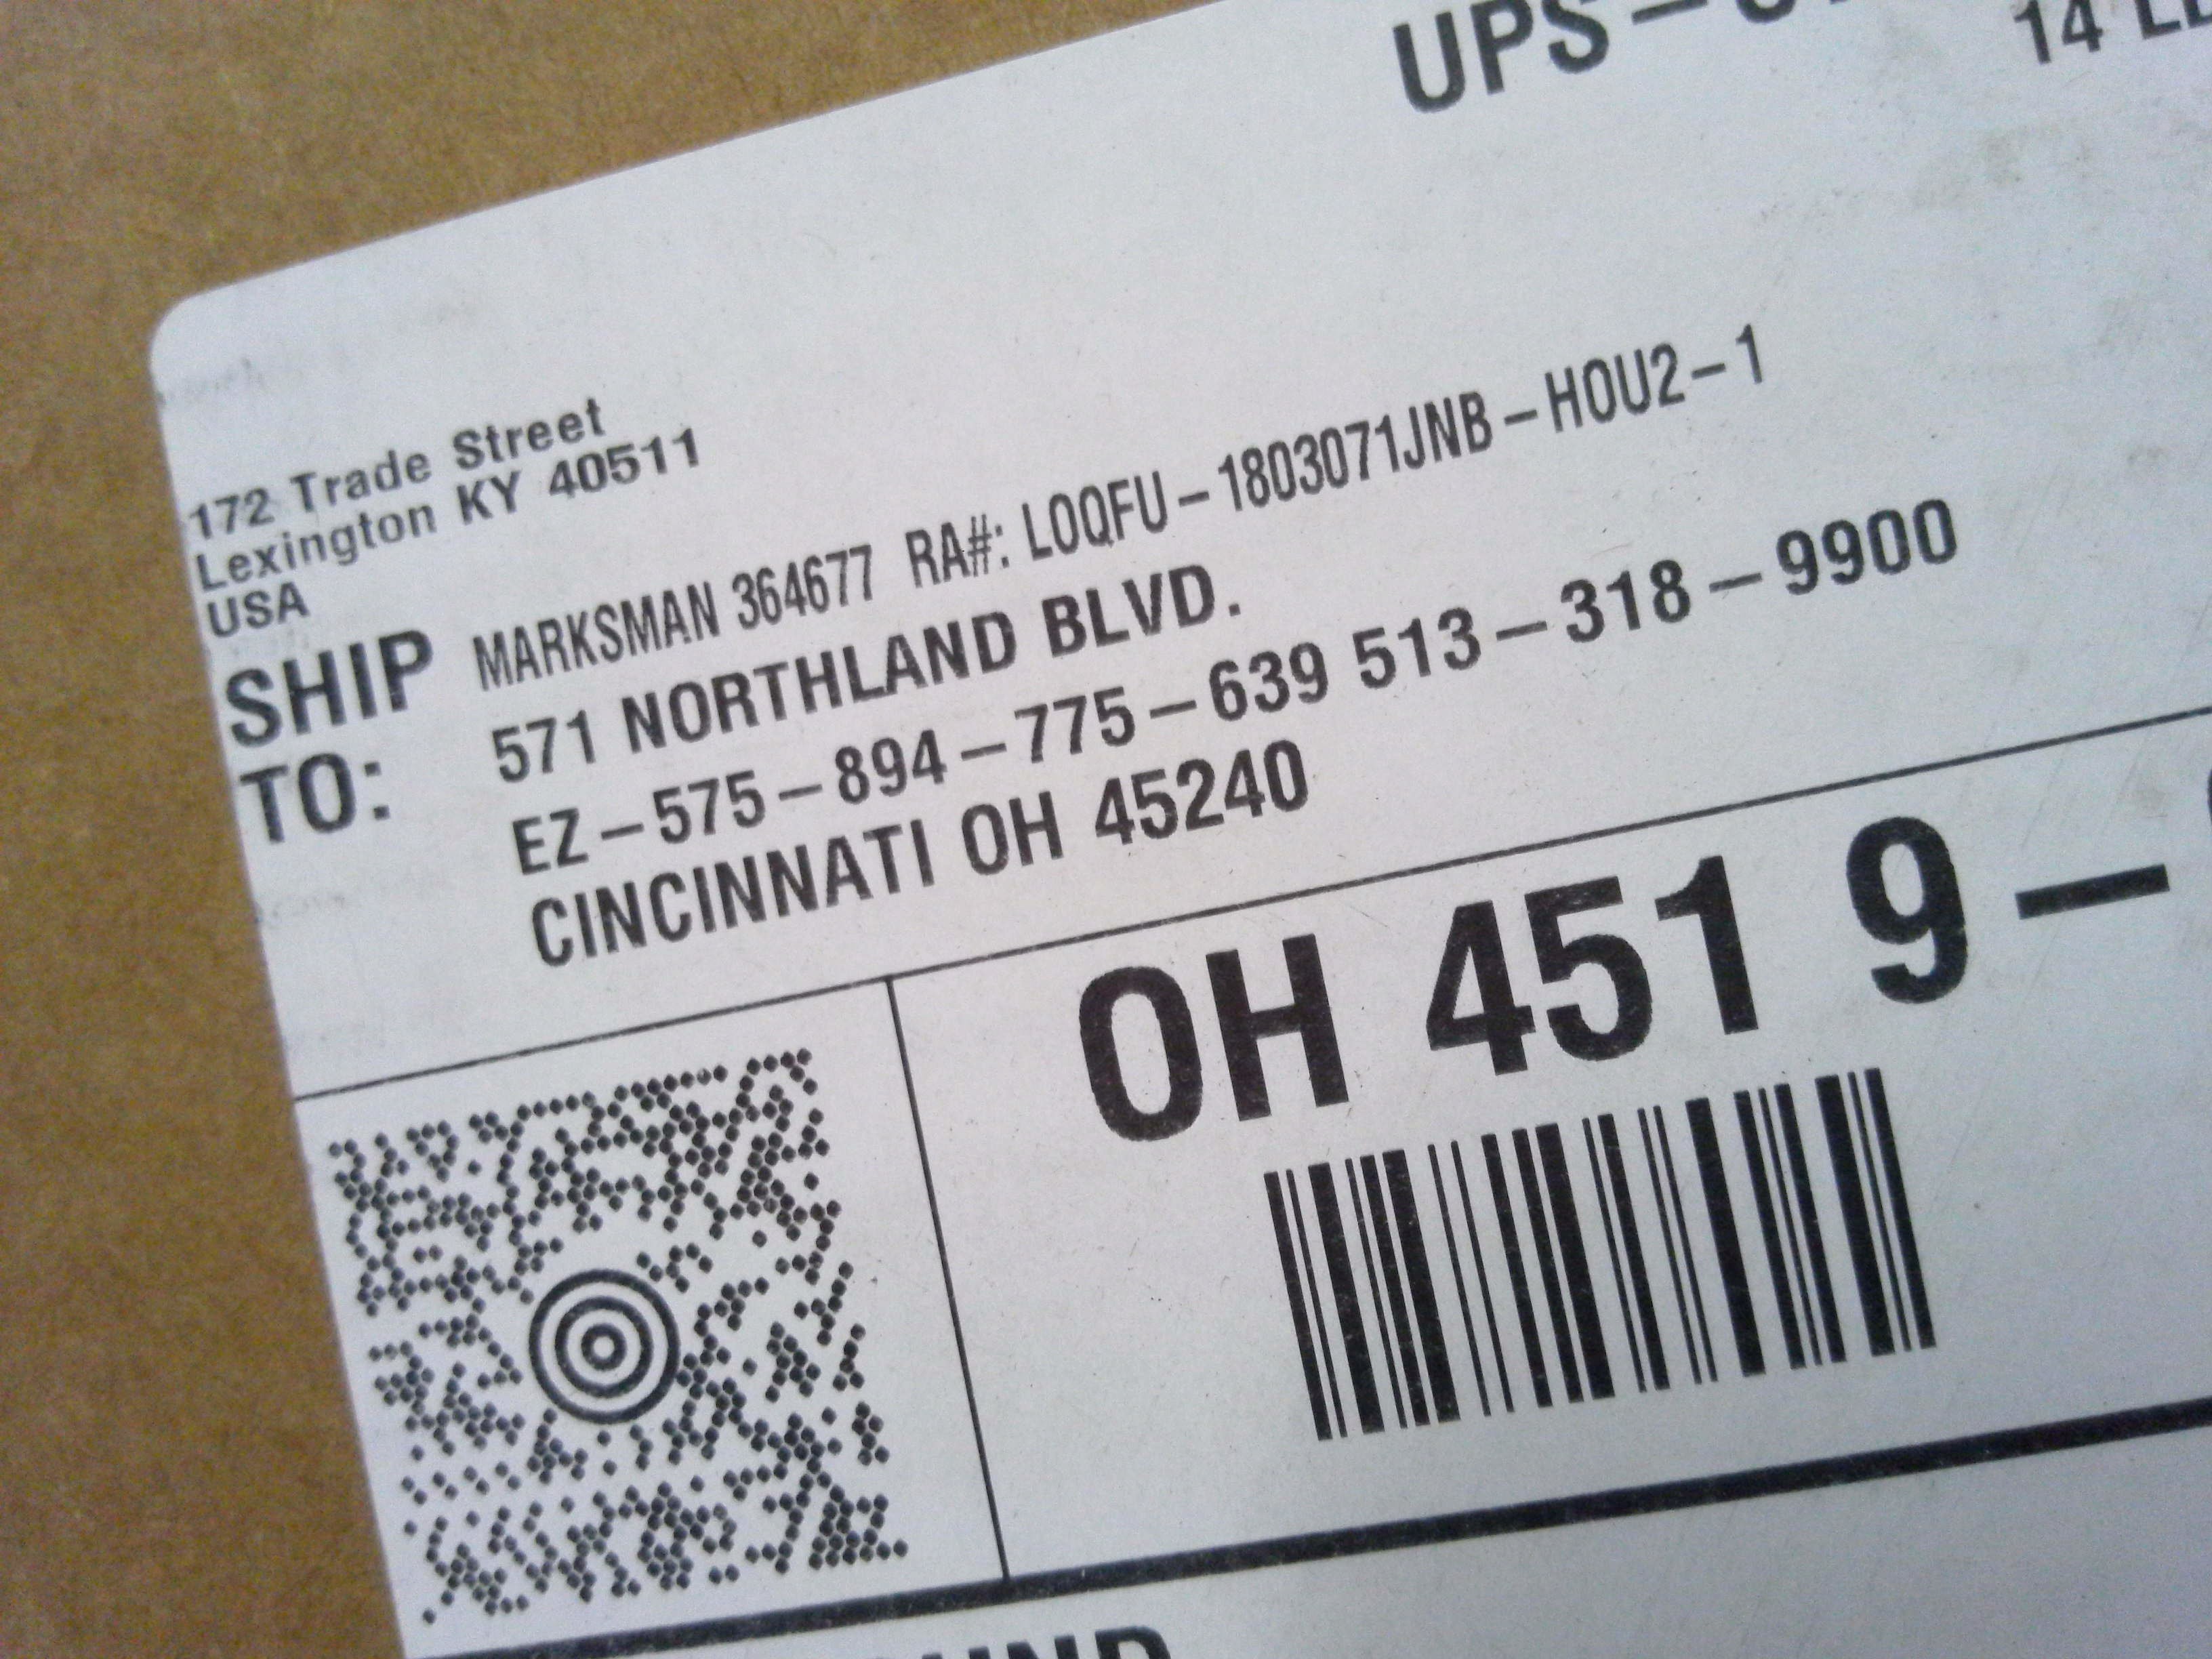 UPS-
14
172 Trade Street
Lexington KY 40511
USA
SHIP TO:
MARKSMAN 364677 RA#: LOQFU-1803071JNB-HOU2-1
571 NORTHLAND BLVD.
EZ-575-894-775-639 513-318-9900
CINCINNATI OH 45240
OH 451 9-